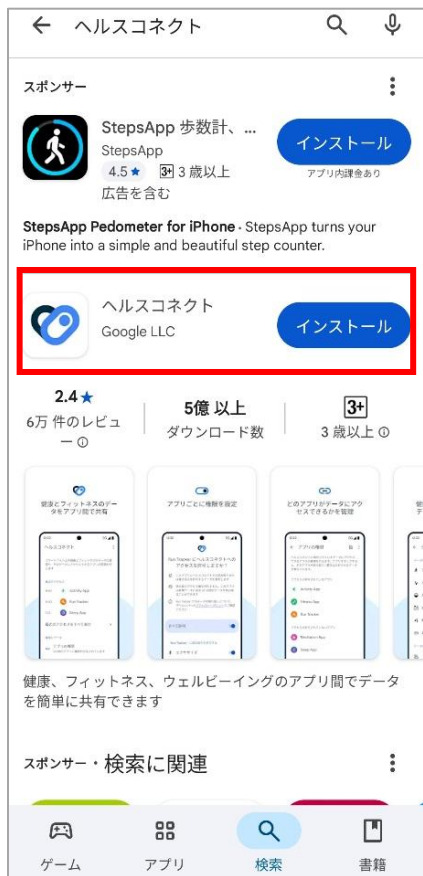 ヘルスコネクト
スポンサー
StepsApp 歩数計、...
StepsApp
4.5★ 3+ 3 歳以上
広告を含む
インストール
アプリ内課金あり
StepsApp Pedometer for iPhone · StepsApp turns your
iPhone into a simple and beautiful step counter.
ヘルスコネクト
Google LLC
インストール
2.4★
6万 件のレビュ
ー
5億 以上
ダウンロード数
3+
3 歳以上
健康とフィットネスのデー
タをアプリ間で共有
アプリごとに権限を設定
どのアプリがデータにアク
セスできるかを管理
ヘルスコネクト
健康、フィットネス、ウェルビーイングのアプリ間でデータ
を簡単に共有できます
スポンサー・検索に関連
ゲーム
アプリ
検索
書籍